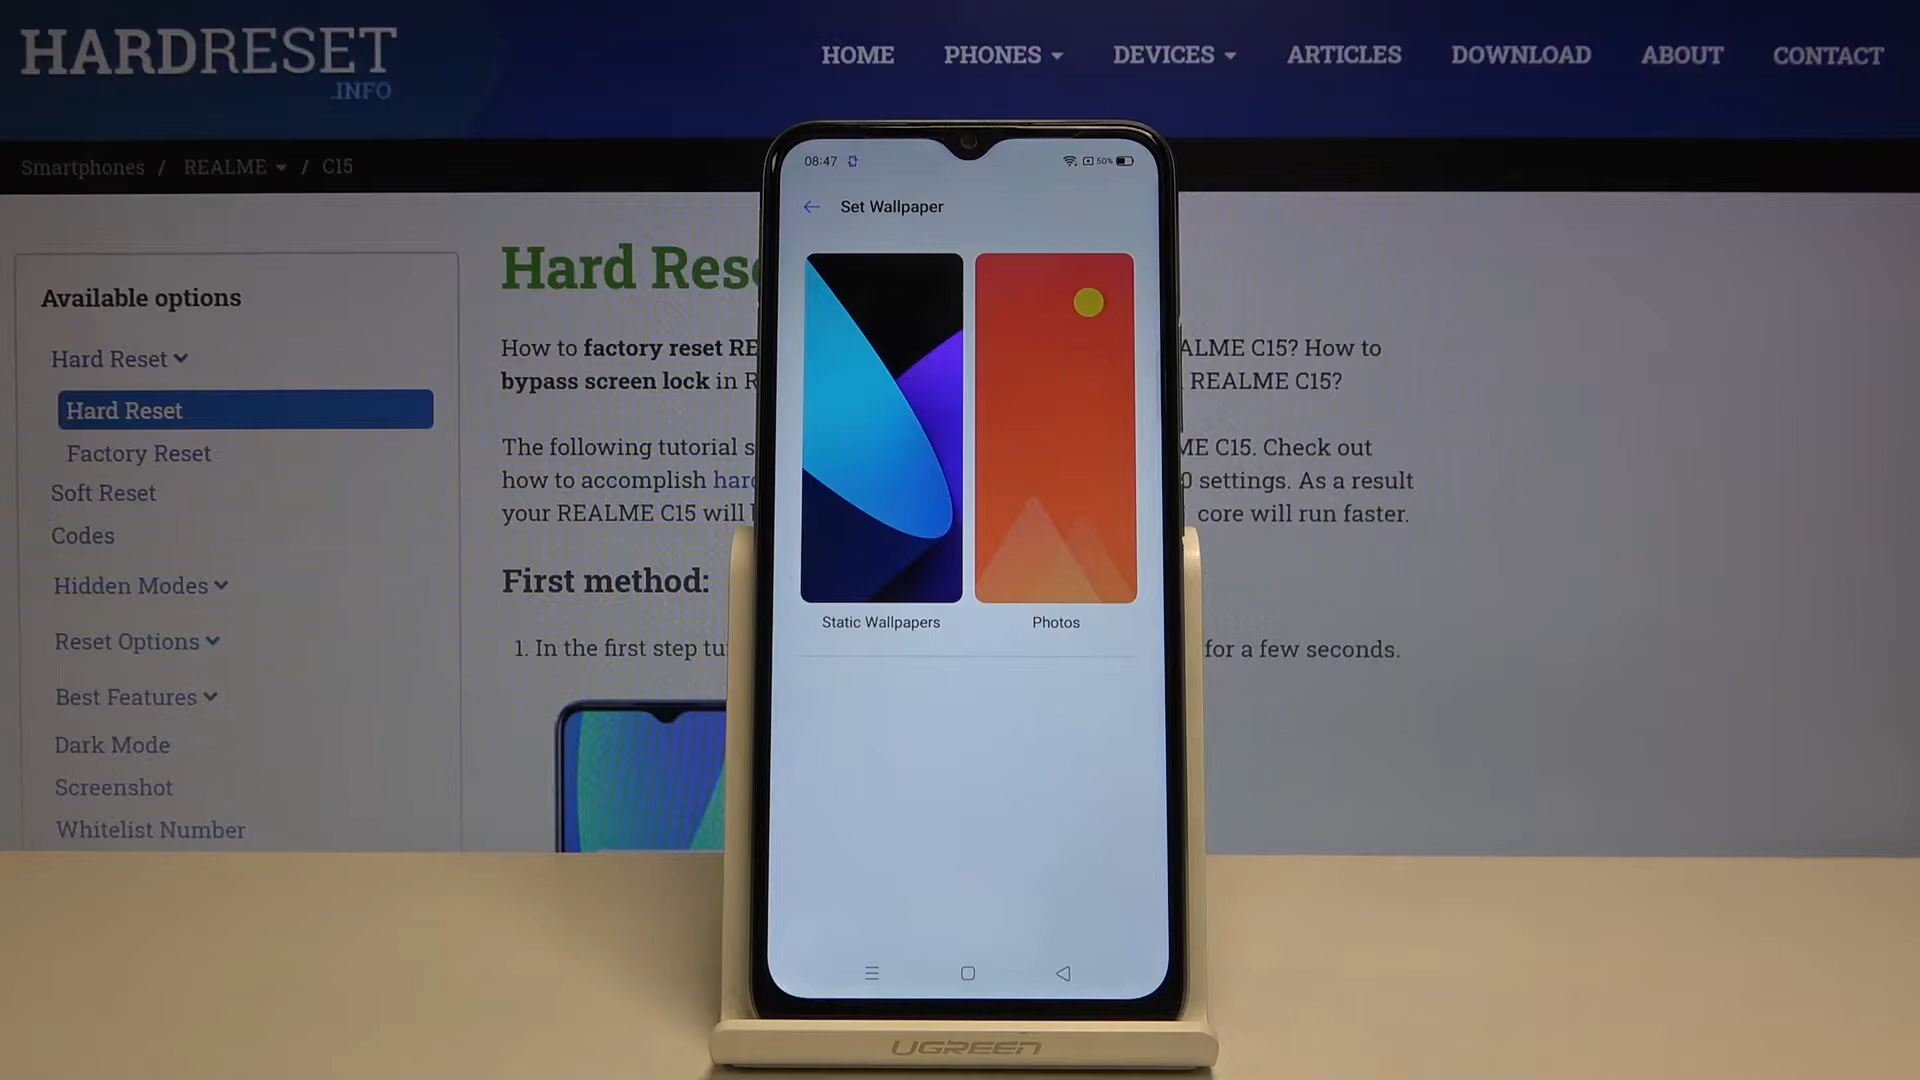 HARDRESET
.INFO
HOME PHONES DEVICES ARTICLES DOWNLOAD ABOUT CONTACT
Smartphones / REALME / C15
Available options
Hard Reset
Hard Reset
Factory Reset
Soft Reset
Codes
Hidden Modes
Reset Options
Best Features
Dark Mode
Screenshot
Whitelist Number
Hard Res
How to factory reset RE ALME C15? How to
bypass screen lock in R REALME C15?
The following tutorial s ME C15. Check out
how to accomplish hard 0 settings. As a result
your REALME C15 will core will run faster.
First method:
1. In the first step tu for a few seconds.
08:47 50%
Set Wallpaper
Static Wallpapers Photos
UGREEN